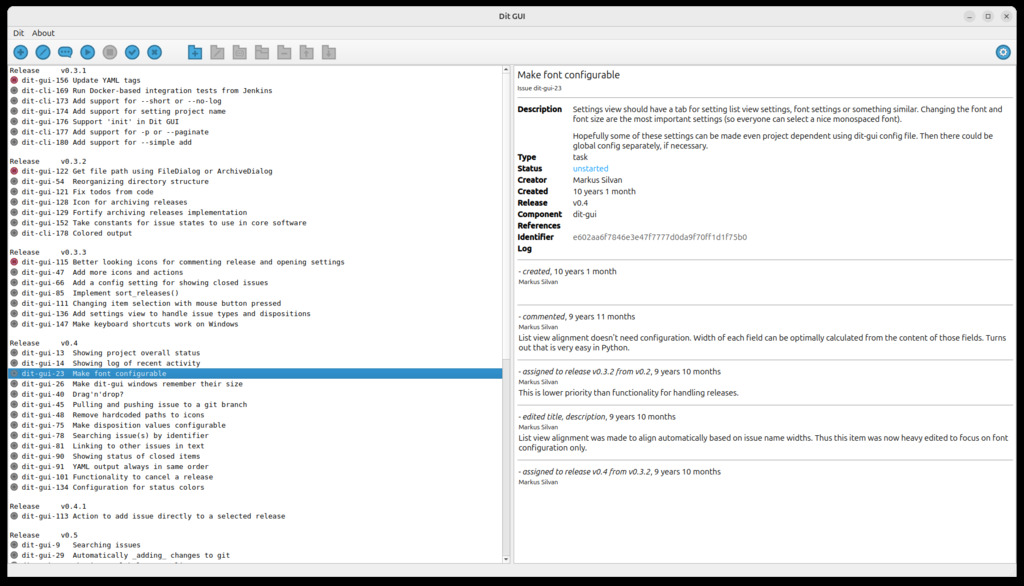 Dit GUI
Dit About
Release v0.3.1
dit-gui-156 Update YAML tags
dit-cli-169 Run Docker-based integration tests from Jenkins
dit-cli-173 Add support for --short or --no-log
dit-gui-174 Add support for setting project name
dit-gui-176 Support 'init' in Dit GUI
dit-cli-177 Add support for -p or --paginate
dit-cli-180 Add support for --simple add
Release v0.3.2
dit-gui-122 Get file path using FileDialog or ArchiveDialog
dit-gui-54 Reorganizing directory structure
dit-gui-121 Fix todos from code
dit-gui-128 Icon for archiving releases
dit-gui-129 Fortify archiving releases implementation
dit-gui-152 Take constants for issue states to use in core software
dit-cli-178 Colored output
Release v0.3.3
dit-gui-115 Better looking icons for commenting release and opening settings
dit-gui-47 Add more icons and actions
dit-gui-66 Add a config setting for showing closed issues
dit-gui-85 Implement sort_releases()
dit-gui-111 Changing item selection with mouse button pressed
dit-gui-136 Add settings view to handle issue types and dispositions
dit-gui-147 Make keyboard shortcuts work on Windows
Release v0.4
dit-gui-13 Showing project overall status
dit-gui-14 Showing log of recent activity
dit-gui-23 Make font configurable
dit-gui-26 Make dit-gui windows remember their size
dit-gui-40 Drag'n'drop?
dit-gui-45 Pulling and pushing issue to a git branch
dit-gui-48 Remove hardcoded paths to icons
dit-gui-75 Make disposition values configurable
dit-gui-78 Searching issue(s) by identifier
dit-gui-81 Linking to other issues in text
dit-gui-90 Showing status of closed items
dit-gui-91 YAML output always in same order
dit-gui-101 Functionality to cancel a release
dit-gui-134 Configuration for status colors
Release v0.4.1
dit-gui-113 Action to add issue directly to a selected release
Release v0.5
dit-gui-9 Searching issues
dit-gui-29 Automatically _adding_ changes to git
Make font configurable
Issue dit-gui-23
Description Settings view should have a tab for setting list view settings, font settings or something similar. Changing the font and
font size are the most important settings (so everyone can select a nice monospaced font).
Hopefully some of these settings can be made even project dependent using dit-gui config file. Then there could be
global config separately, if necessary.
Type task
Status unstarted
Creator Markus Silvan
Created 10 years 1 month
Release v0.4
Component dit-gui
References
Identifier e602aa6f7846e3e47f7777d0da9f70ff1d1f75b0
Log
- created, 10 years 1 month
Markus Silvan
- commented, 9 years 11 months
Markus Silvan
List view alignment doesn't need configuration. Width of each field can be optimally calculated from the content of those fields. Turns
out that is very easy in Python.
- assigned to release v0.3.2 from v0.2, 9 years 10 months
Markus Silvan
This is lower priority than functionality for handling releases.
- edited title, description, 9 years 10 months
Markus Silvan
List view alignment was made to align automatically based on issue name widths. Thus this item was now heavy edited to focus on font
configuration only.
- assigned to release v0.4 from v0.3.2, 9 years 10 months
Markus Silvan